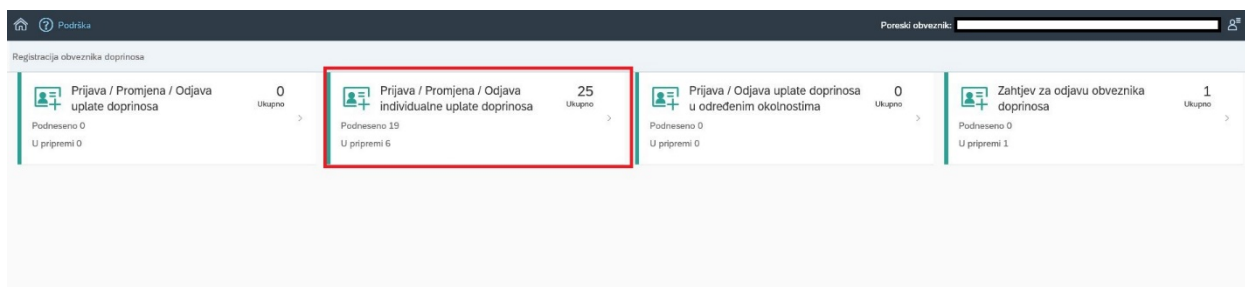 Podrška
Poreski obveznik:
Registracija obveznika doprinosa
Prijava / Promjena / Odjava
uplate doprinosa
0
Ukupno
Podneseno 0
U pripremi 0
Prijava / Promjena / Odjava
individualne uplate doprinosa
25
Ukupno
Podneseno 19
U pripremi 6
Prijava / Odjava uplate doprinosa
u određenim okolnostima
0
Ukupno
Podneseno 0
U pripremi 0
Zahtjev za odjavu obveznika
doprinosa
1
Ukupno
Podneseno 0
U pripremi 1